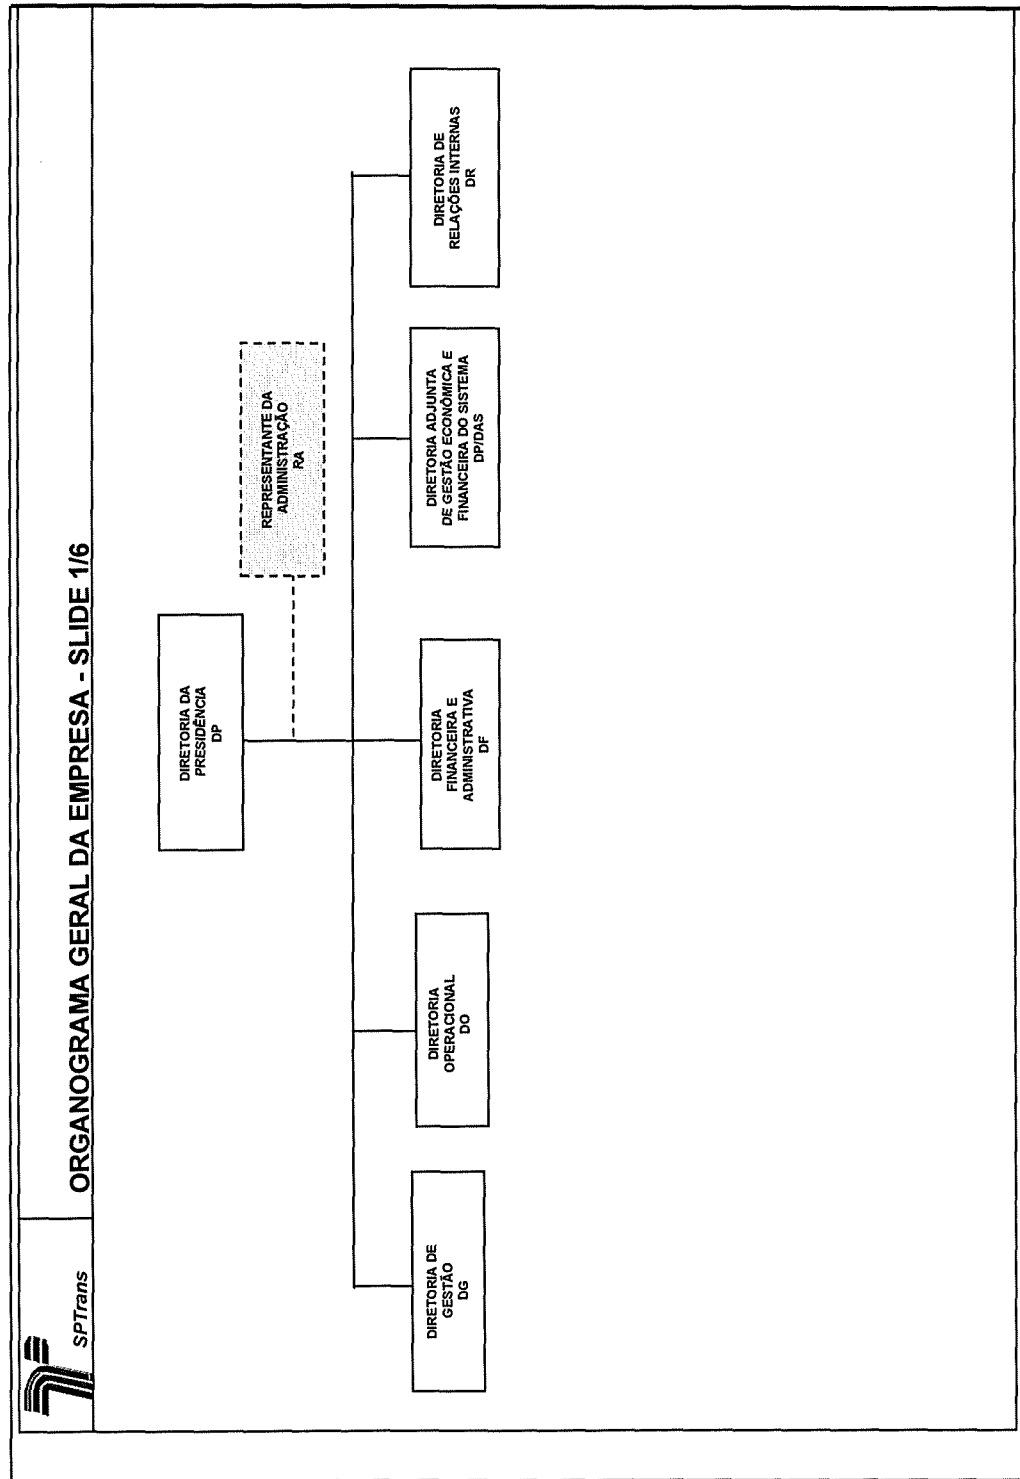 SPTrans
ORGANOGRAMA GERAL DA EMPRESA - SLIDE 1/6
DIRETORIA DA
PRESIDÊNCIA
DP
REPRESENTANTE DA
ADMINISTRAÇÃO
RA
DIRETORIA DE
GESTÃO
DG
DIRETORIA
OPERACIONAL
DO
DIRETORIA
FINANCEIRA E
ADMINISTRATIVA
DF
DIRETORIA ADJUNTA
DE GESTÃO ECONÔMICA E
FINANCEIRA DO SISTEMA
DP/DAS
DIRETORIA DE
RELAÇÕES INTERNAS
DR